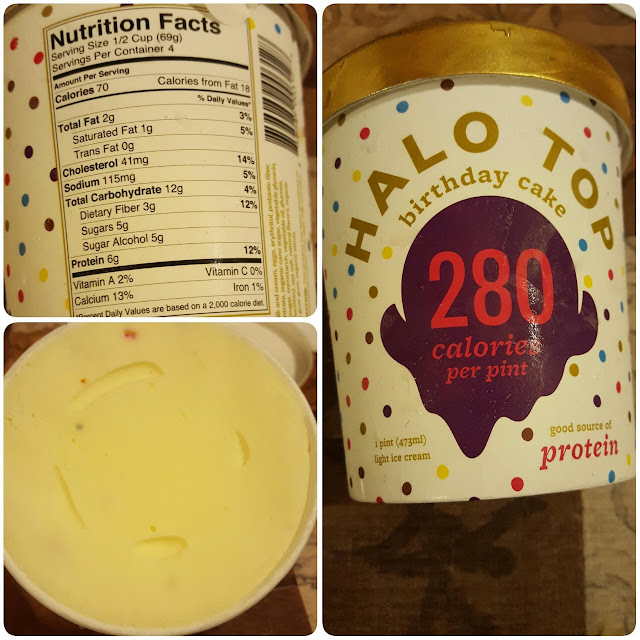 Nutrition Facts
Serving Size 1/2 Cup (69g)
Servings Per Container 4
Amount Per Serving
Calories 70 Calories from Fat 18
% Daily Values*
Total Fat 2g 3%
Saturated Fat 1g 5%
Trans Fat 0g
Cholesterol 41mg 14%
Sodium 115mg 5%
Total Carbohydrate 12g 4%
Dietary Fiber 3g 12%
Sugars 5g
Sugar Alcohol 5g
Protein 6g 12%
Vitamin A 2% Vitamin C 0%
Calcium 13% Iron 1%
*Percent Daily Values are based on a 2,000 calorie diet.
HALO TOP
birthday cake
280
calories
per pint
1 pint (473ml)
light ice cream
good source of
protein